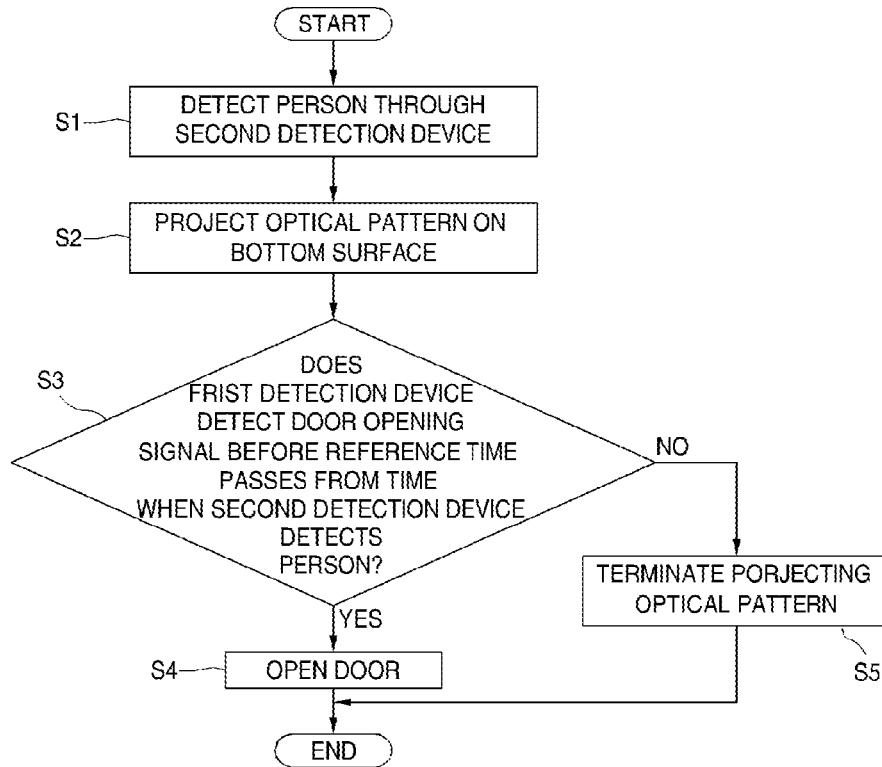 START
S1
DETECT PERSON THROUGH
SECOND DETECTION DEVICE
S2
PROJECT OPTICAL PATTERN ON
BOTTOM SURFACE
S3
DOES
FRIST DETECTION DEVICE
DETECT DOOR OPENING
SIGNAL BEFORE REFERENCE TIME
PASSES FROM TIME
WHEN SECOND DETECTION DEVICE
DETECTS
PERSON?
NO
YES
TERMINATE PORJECTING
OPTICAL PATTERN
S5
S4
OPEN DOOR
END